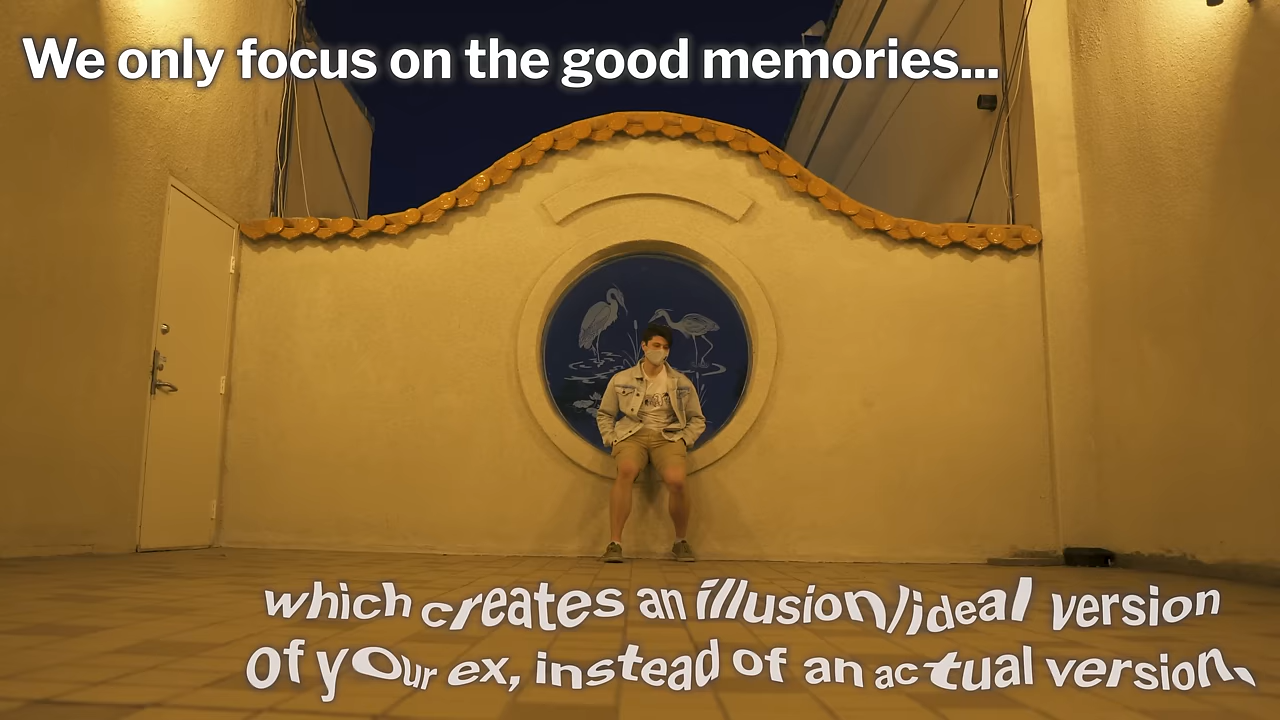 We only focus on the good memories...
which creates an illusion/ideal version
of your ex, instead of an actual version.